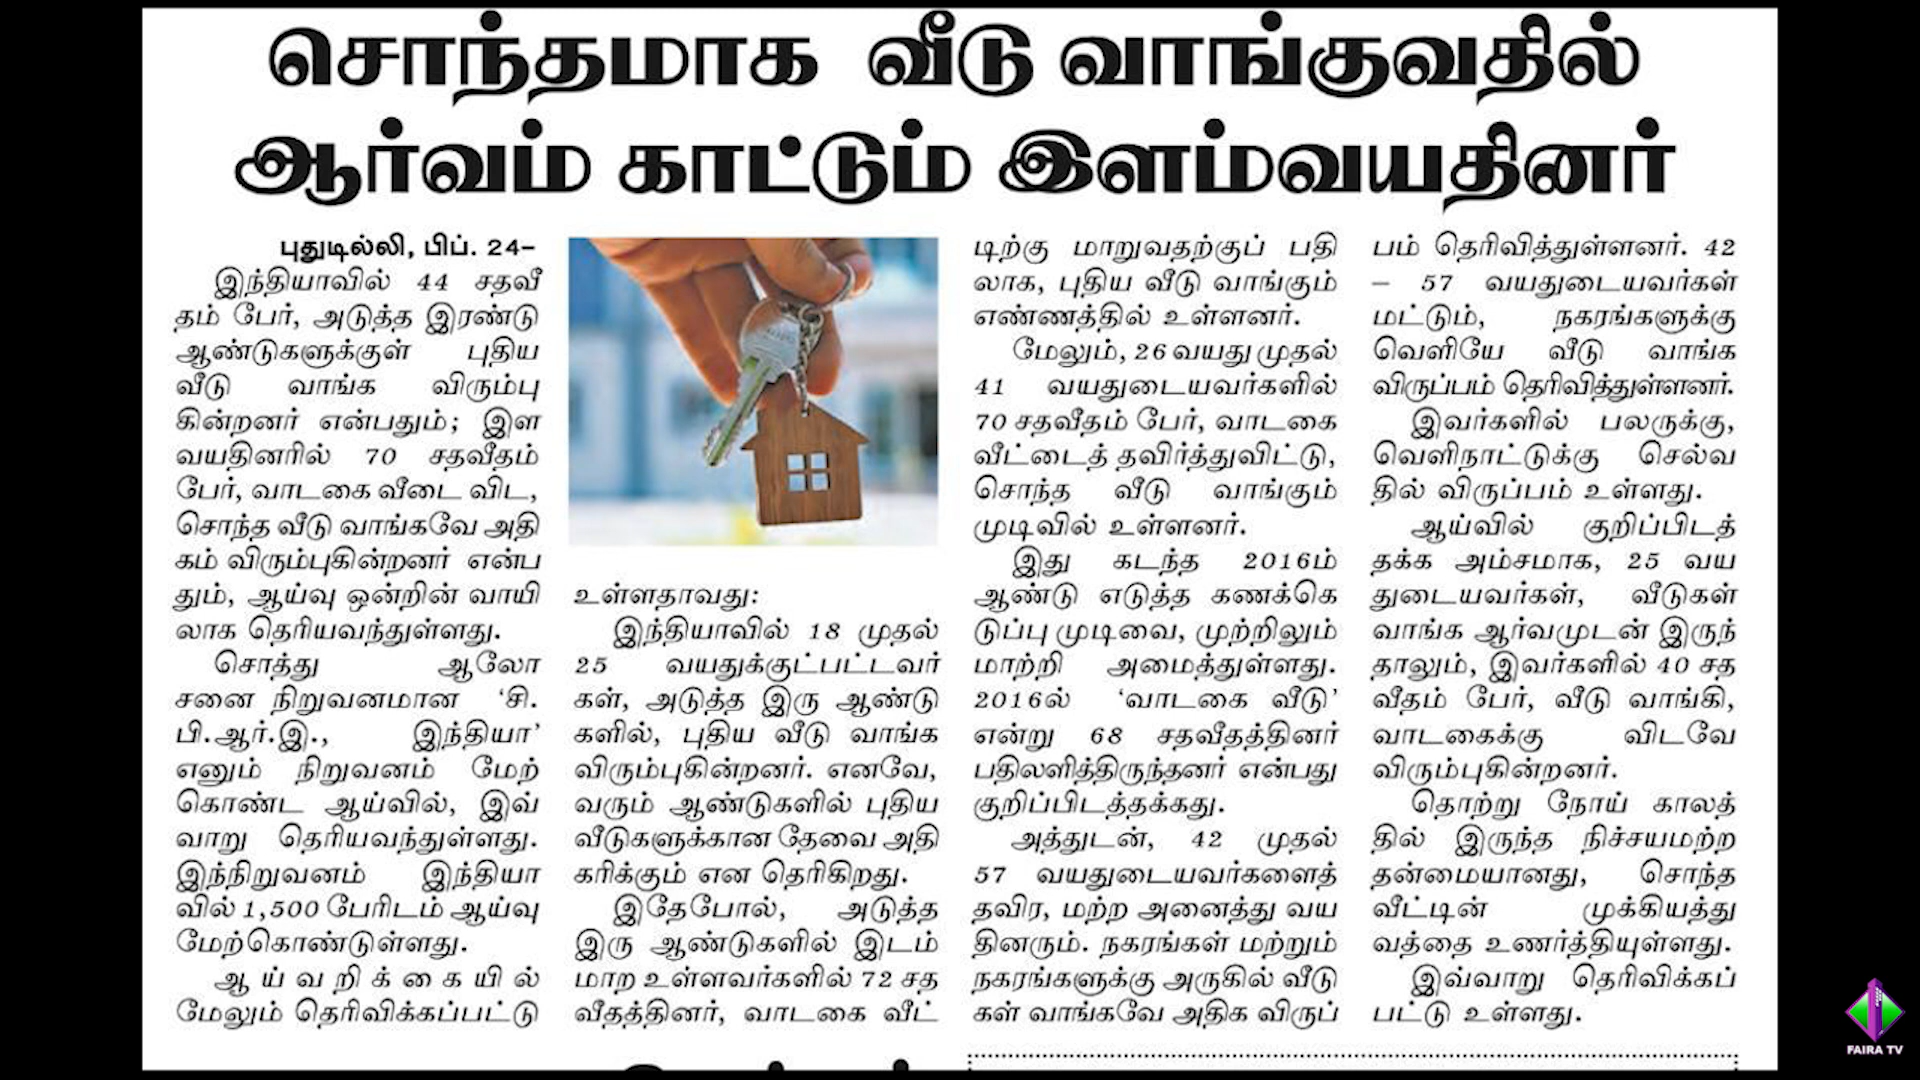 சொந்தமாக வீடு வாங்குவதில்
ஆர்வம் காட்டும் இளம்வயதினர்
புதுடில்லி, பிப். 24–
இந்தியாவில் 44 சதவீ
தம் பேர், அடுத்த இரண்டு
ஆண்டுகளுக்குள் புதிய
வீடு வாங்க விரும்பு
கின்றனர் என்பதும்; இள
வயதினரில் 70 சதவீதம்
பேர், வாடகை வீடை விட,
சொந்த வீடு வாங்கவே அதி
கம் விரும்புகின்றனர் என்ப
தும், ஆய்வு ஒன்றின் வாயி
லாக தெரியவந்துள்ளது.
சொத்து ஆலோ
சனை நிறுவனமான ‘சி.
பி.ஆர்.இ., இந்தியா’
எனும் நிறுவனம் மேற்
கொண்ட ஆய்வில், இவ்
வாறு தெரியவந்துள்ளது.
இந்நிறுவனம் இந்தியா
வில் 1,500 பேரிடம் ஆய்வு
மேற்கொண்டுள்ளது.
ஆய்வறிக்கையில்
மேலும் தெரிவிக்கப்பட்டு
உள்ளதாவது:
இந்தியாவில் 18 முதல்
25 வயதுக்குட்பட்டவர்
கள், அடுத்த இரு ஆண்டு
களில், புதிய வீடு வாங்க
விரும்புகின்றனர். எனவே,
வரும் ஆண்டுகளில் புதிய
வீடுகளுக்கான தேவை அதி
கரிக்கும் என தெரிகிறது.
இதேபோல், அடுத்த
இரு ஆண்டுகளில் இடம்
மாற உள்ளவர்களில் 72 சத
வீதத்தினர், வாடகை வீட்
டிற்கு மாறுவதற்குப் பதி
லாக, புதிய வீடு வாங்கும்
எண்ணத்தில் உள்ளனர்.
மேலும், 26 வயது முதல்
41 வயதுடையவர்களில்
70 சதவீதம் பேர், வாடகை
வீட்டைத் தவிர்த்துவிட்டு,
சொந்த வீடு வாங்கும்
முடிவில் உள்ளனர்.
இது கடந்த 2016ம்
ஆண்டு எடுத்த கணக்கெ
டுப்பு முடிவை, முற்றிலும்
மாற்றி அமைத்துள்ளது.
2016ல் ‘வாடகை வீடு’
என்று 68 சதவீதத்தினர்
பதிலளித்திருந்தனர் என்பது
குறிப்பிடத்தக்கது.
அத்துடன், 42 முதல்
57 வயதுடையவர்களைத்
தவிர, மற்ற அனைத்து வய
தினரும். நகரங்கள் மற்றும்
நகரங்களுக்கு அருகில் வீடு
கள் வாங்கவே அதிக விருப்
பம் தெரிவித்துள்ளனர். 42
– 57 வயதுடையவர்கள்
மட்டும், நகரங்களுக்கு
வெளியே வீடு வாங்க
விருப்பம் தெரிவித்துள்ளனர்.
இவர்களில் பலருக்கு,
வெளிநாட்டுக்கு செல்வ
தில் விருப்பம் உள்ளது.
ஆய்வில் குறிப்பிடத்
தக்க அம்சமாக, 25 வய
துடையவர்கள், வீடுகள்
வாங்க ஆர்வமுடன் இருந்
தாலும், இவர்களில் 40 சத
வீதம் பேர், வீடு வாங்கி,
வாடகைக்கு விடவே
விரும்புகின்றனர்.
தொற்று நோய் காலத்
தில் இருந்த நிச்சயமற்ற
தன்மையானது, சொந்த
வீட்டின் முக்கியத்து
வத்தை உணர்த்தியுள்ளது.
இவ்வாறு தெரிவிக்கப்
பட்டு உள்ளது.
FAIRA TV